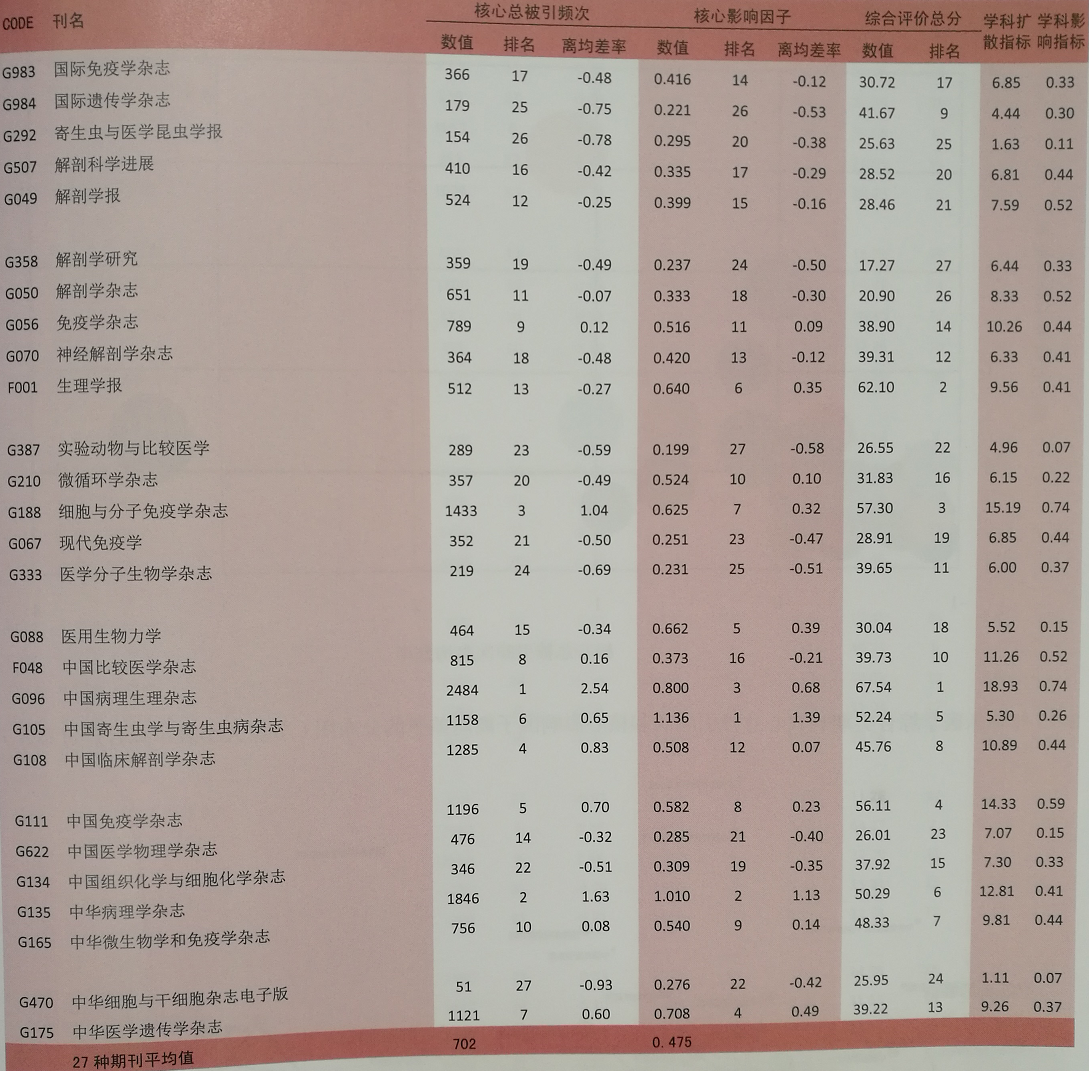 CODE 刊名 核心总被引频次 核心影响因子 综合评价总分 学科扩散指标 学科影响指标
数值 排名 离均差率 数值 排名 离均差率 数值 排名
G983 国际免疫学杂志 366 17 -0.48 0.416 14 -0.12 30.72 17 6.85 0.33
G984 国际遗传学杂志 179 25 -0.75 0.221 26 -0.53 41.67 9 4.44 0.30
G292 寄生虫与医学昆虫学报 154 26 -0.78 0.295 20 -0.38 25.63 25 1.63 0.11
G507 解剖科学进展 410 16 -0.42 0.335 17 -0.29 28.52 20 6.81 0.44
G049 解剖学报 524 12 -0.25 0.399 15 -0.16 28.46 21 7.59 0.52
G358 解剖学研究 359 19 -0.49 0.237 24 -0.50 17.27 27 6.44 0.33
G050 解剖学杂志 651 11 -0.07 0.333 18 -0.30 20.90 26 8.33 0.52
G056 免疫学杂志 789 9 0.12 0.516 11 0.09 38.90 14 10.26 0.44
G070 神经解剖学杂志 364 18 -0.48 0.420 13 -0.12 39.31 12 6.33 0.41
F001 生理学报 512 13 -0.27 0.640 6 0.35 62.10 2 9.56 0.41
G387 实验动物与比较医学 289 23 -0.59 0.199 27 -0.58 26.55 22 4.96 0.07
G210 微循环学杂志 357 20 -0.49 0.524 10 0.10 31.83 16 6.15 0.22
G188 细胞与分子免疫学杂志 1433 3 1.04 0.625 7 0.32 57.30 3 15.19 0.74
G067 现代免疫学 352 21 -0.50 0.251 23 -0.47 28.91 19 6.85 0.44
G333 医学分子生物学杂志 219 24 -0.69 0.231 25 -0.51 39.65 11 6.00 0.37
G088 医用生物力学 464 15 -0.34 0.662 5 0.39 30.04 18 5.52 0.15
F048 中国比较医学杂志 815 8 0.16 0.373 16 -0.21 39.73 10 11.26 0.52
G096 中国病理生理杂志 2484 1 2.54 0.800 3 0.68 67.54 1 18.93 0.74
G105 中国寄生虫学与寄生虫病杂志 1158 6 0.65 1.136 1 1.39 52.24 5 5.30 0.26
G108 中国临床解剖学杂志 1285 4 0.83 0.508 12 0.07 45.76 8 10.89 0.44
G111 中国免疫学杂志 1196 5 0.70 0.582 8 0.23 56.11 4 14.33 0.59
G622 中国医学物理学杂志 476 14 -0.32 0.285 21 -0.40 26.01 23 7.07 0.15
G134 中国组织化学与细胞化学杂志 346 22 -0.51 0.309 19 -0.35 37.92 15 7.30 0.33
G135 中华病理学杂志 1846 2 1.63 1.010 2 1.13 50.29 6 12.81 0.41
G165 中华微生物学和免疫学杂志 756 10 0.08 0.540 9 0.14 48.33 7 9.81 0.44
G470 中华细胞与干细胞杂志电子版 51 27 -0.93 0.276 22 -0.42 25.95 24 1.11 0.07
G175 中华医学遗传学杂志 1121 7 0.60 0.708 4 0.49 39.22 13 9.26 0.37
27 种期刊平均值 702 0.475